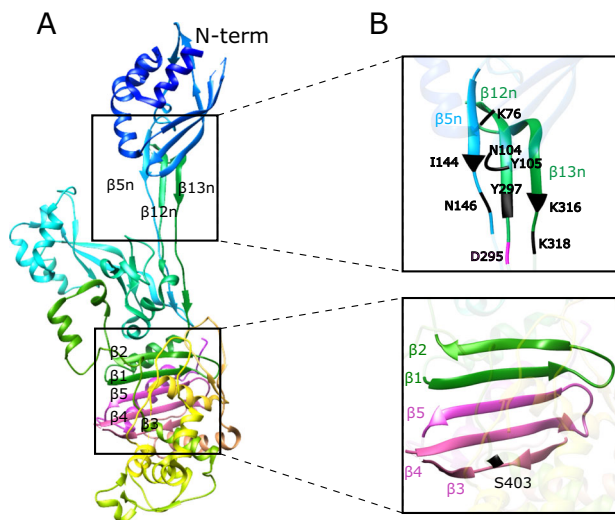 A
B
N-term
β12n
K76
β5n
N104
I144
Y105
β13n
Y297
N146
K316
D295
K318
β5n
β13n
β12n
β2
β1
β5
β4
β3
β2
β1
β5
β4
β3
S403